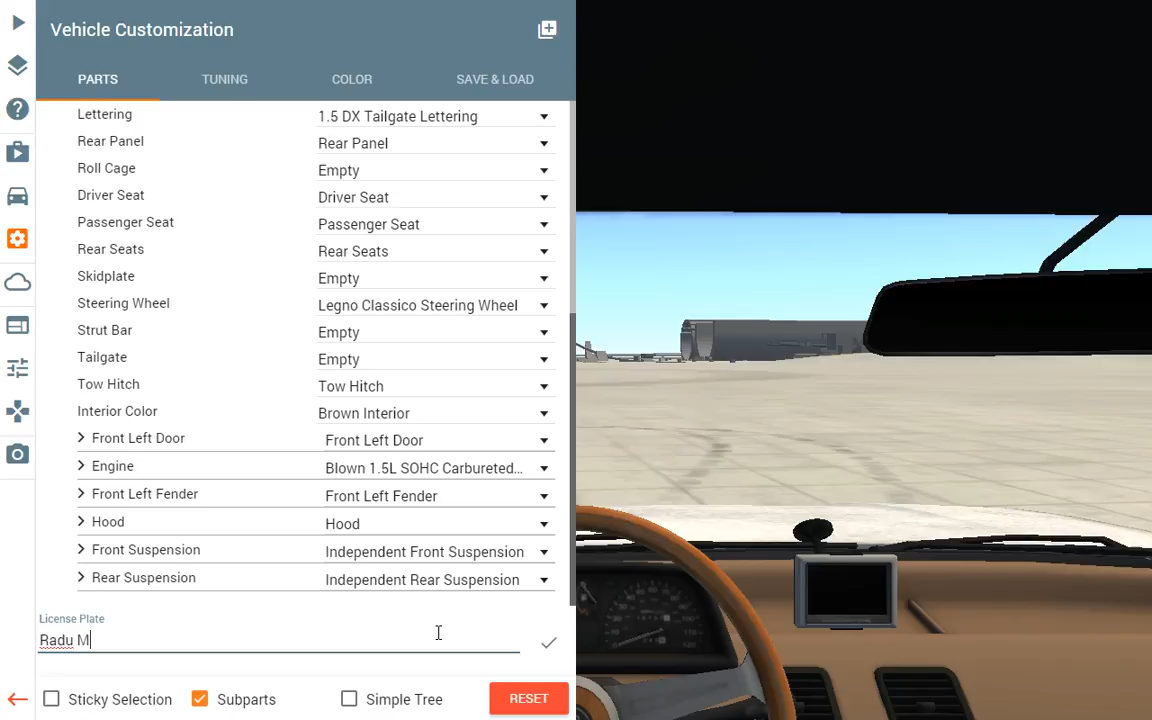 Vehicle Customization
PARTS TUNING COLOR SAVE & LOAD
Lettering 1.5 DX Tailgate Lettering
Rear Panel Rear Panel
Roll Cage Empty
Driver Seat Driver Seat
Passenger Seat Passenger Seat
Rear Seats Rear Seats
Skidplate Empty
Steering Wheel Legno Classico Steering Wheel
Strut Bar Empty
Tailgate Empty
Tow Hitch Tow Hitch
Interior Color Brown Interior
Front Left Door Front Left Door
Engine Blown 1.5L SOHC Carbureted...
Front Left Fender Front Left Fender
Hood Hood
Front Suspension Independent Front Suspension
Rear Suspension Independent Rear Suspension
License Plate
Radu M
Sticky Selection Subparts Simple Tree RESET